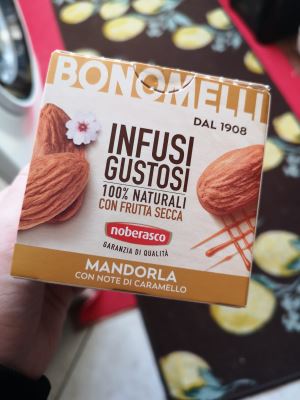 BONOMELLI
DAL 1908
INFUSI
GUSTOSI
100% NATURALI
CON FRUTTA SECCA
noberasco
GARANZIA DI QUALITÀ
MANDORLA
CON NOTE DI CARAMELLO